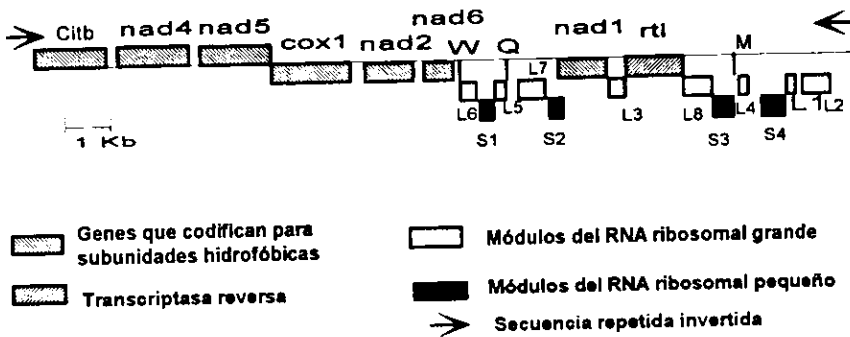 nad6
Citb nad4 nad5 nad1 rtl
cox1 nad2 W Q M
L7
L6 L5 L3 L8 L4 L1 L2
S1 S2 S3 S4
1 Kb
Genes que codifican para
subunidades hidrofóbicas
Transcriptasa reversa
Módulos del RNA ribosomal grande
Módulos del RNA ribosomal pequeño
Secuencia repetida invertida